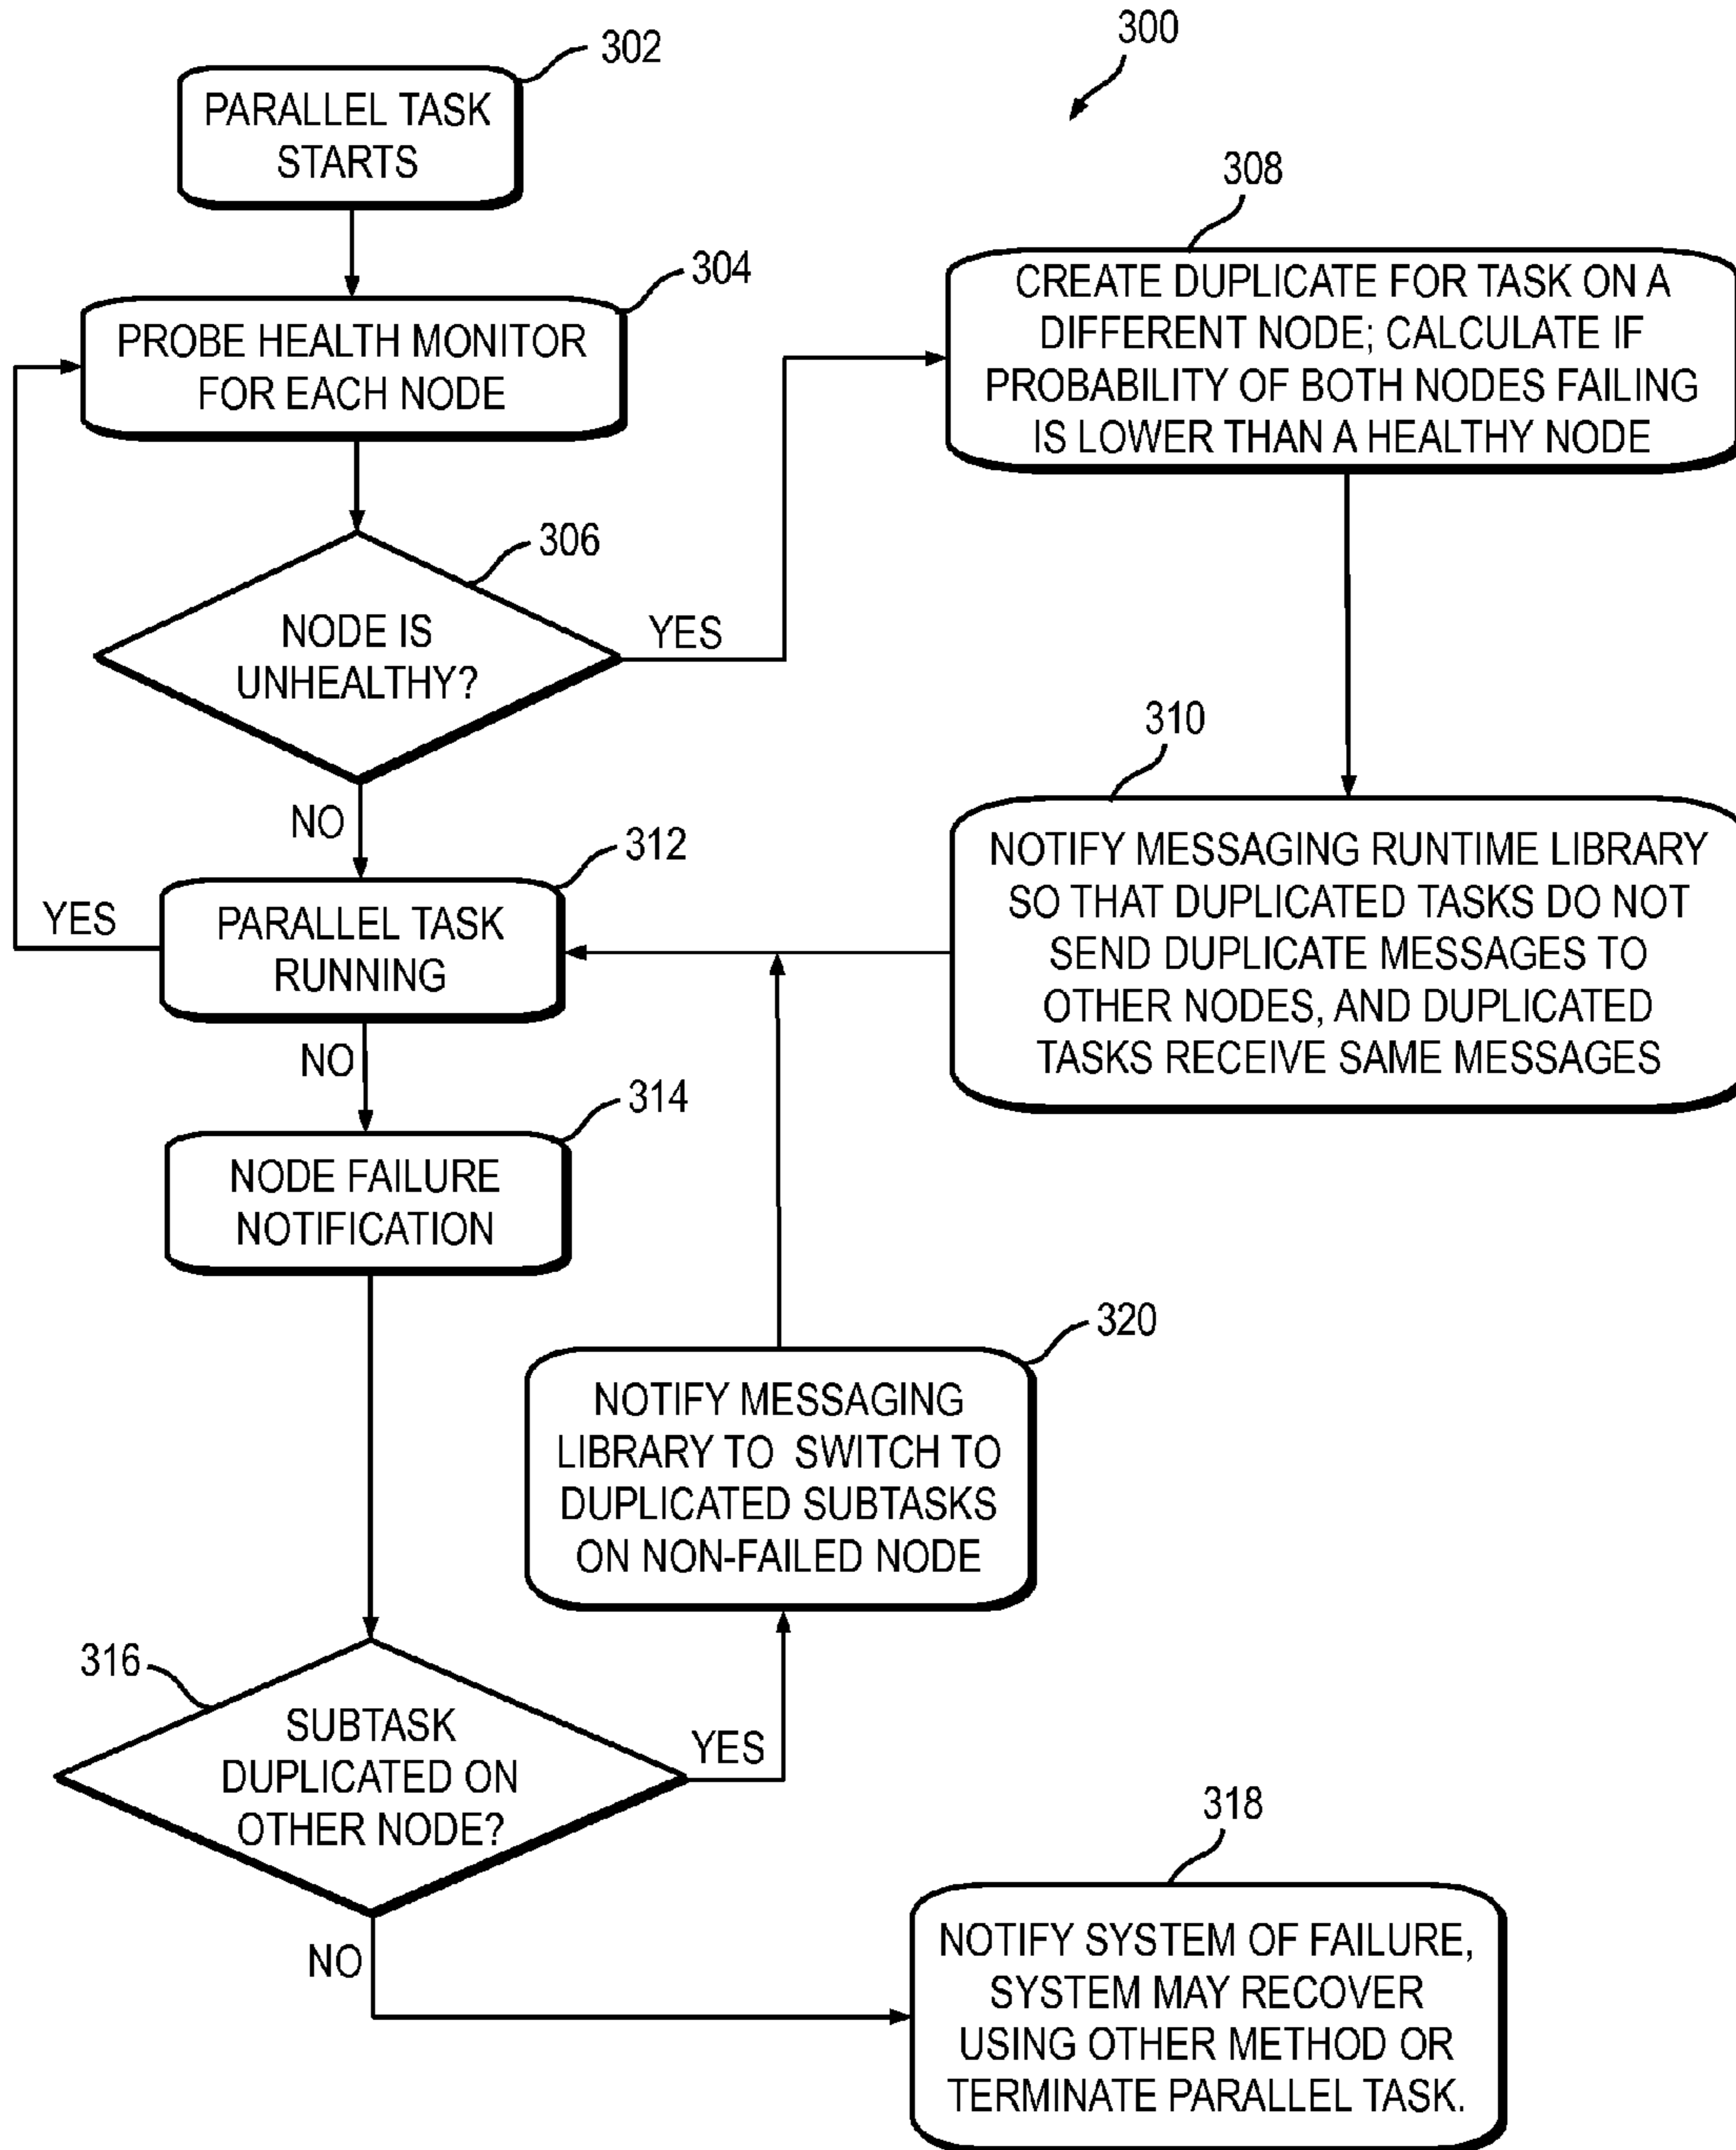 300
302
PARALLEL TASK
STARTS
304
PROBE HEALTH MONITOR
FOR EACH NODE
306
NODE IS
UNHEALTHY?
YES
NO
308
CREATE DUPLICATE FOR TASK ON A
DIFFERENT NODE; CALCULATE IF
PROBABILITY OF BOTH NODES FAILING
IS LOWER THAN A HEALTHY NODE
310
NOTIFY MESSAGING RUNTIME LIBRARY
SO THAT DUPLICATED TASKS DO NOT
SEND DUPLICATE MESSAGES TO
OTHER NODES, AND DUPLICATED
TASKS RECEIVE SAME MESSAGES
312
PARALLEL TASK
RUNNING
YES
NO
314
NODE FAILURE
NOTIFICATION
316
SUBTASK
DUPLICATED ON
OTHER NODE?
YES
NO
320
NOTIFY MESSAGING
LIBRARY TO SWITCH TO
DUPLICATED SUBTASKS
ON NON-FAILED NODE
318
NOTIFY SYSTEM OF FAILURE,
SYSTEM MAY RECOVER
USING OTHER METHOD OR
TERMINATE PARALLEL TASK.